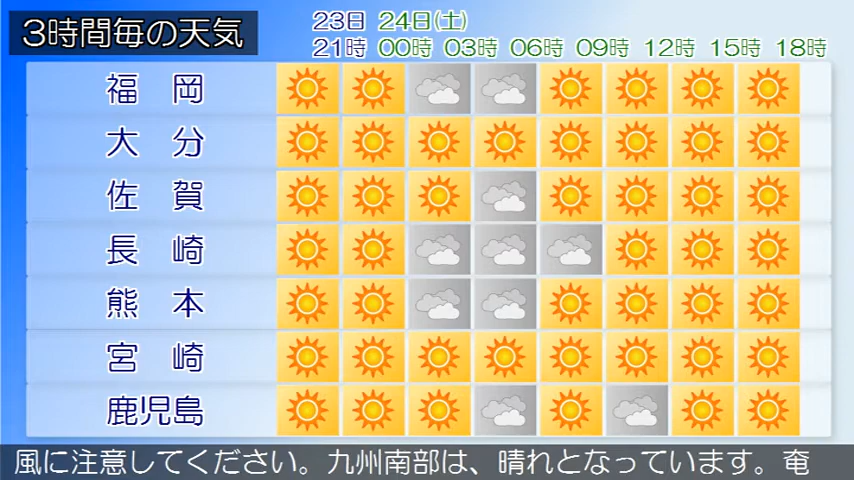 3時間毎の天気
23日 24日(土)
21時 00時 03時 06時 09時 12時 15時 18時
福岡
大分
佐賀
長崎
熊本
宮崎
鹿児島
風に注意してください。九州南部は、晴れとなっています。奄